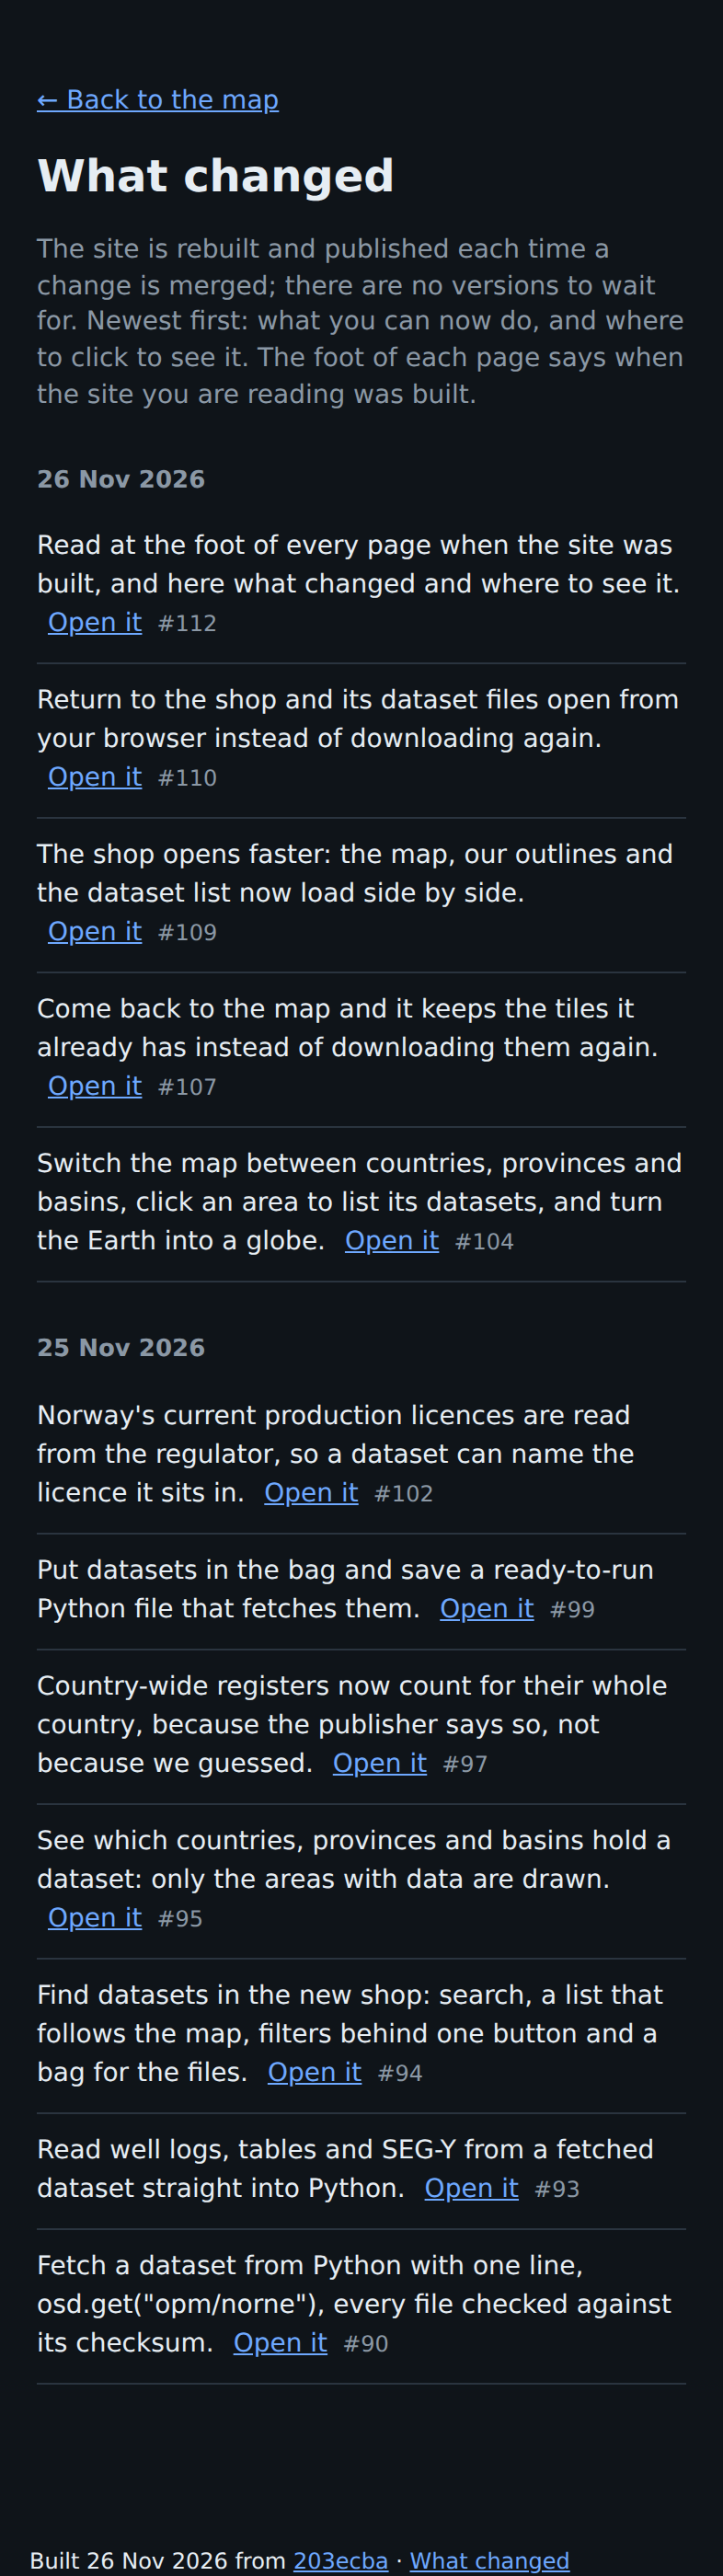 ← Back to the map
What changed
The site is rebuilt and published each time a
change is merged; there are no versions to wait
for. Newest first: what you can now do, and where
to click to see it. The foot of each page says when
the site you are reading was built.
26 Nov 2026
Read at the foot of every page when the site was
built, and here what changed and where to see it.
Open it #112
Return to the shop and its dataset files open from
your browser instead of downloading again.
Open it #110
The shop opens faster: the map, our outlines and
the dataset list now load side by side.
Open it #109
Come back to the map and it keeps the tiles it
already has instead of downloading them again.
Open it #107
Switch the map between countries, provinces and
basins, click an area to list its datasets, and turn
the Earth into a globe. Open it #104
25 Nov 2026
Norway's current production licences are read
from the regulator, so a dataset can name the
licence it sits in. Open it #102
Put datasets in the bag and save a ready-to-run
Python file that fetches them. Open it #99
Country-wide registers now count for their whole
country, because the publisher says so, not
because we guessed. Open it #97
See which countries, provinces and basins hold a
dataset: only the areas with data are drawn.
Open it #95
Find datasets in the new shop: search, a list that
follows the map, filters behind one button and a
bag for the files. Open it #94
Read well logs, tables and SEG-Y from a fetched
dataset straight into Python. Open it #93
Fetch a dataset from Python with one line,
osd.get("opm/norne"), every file checked against
its checksum. Open it #90
Built 26 Nov 2026 from 203ecba · What changed